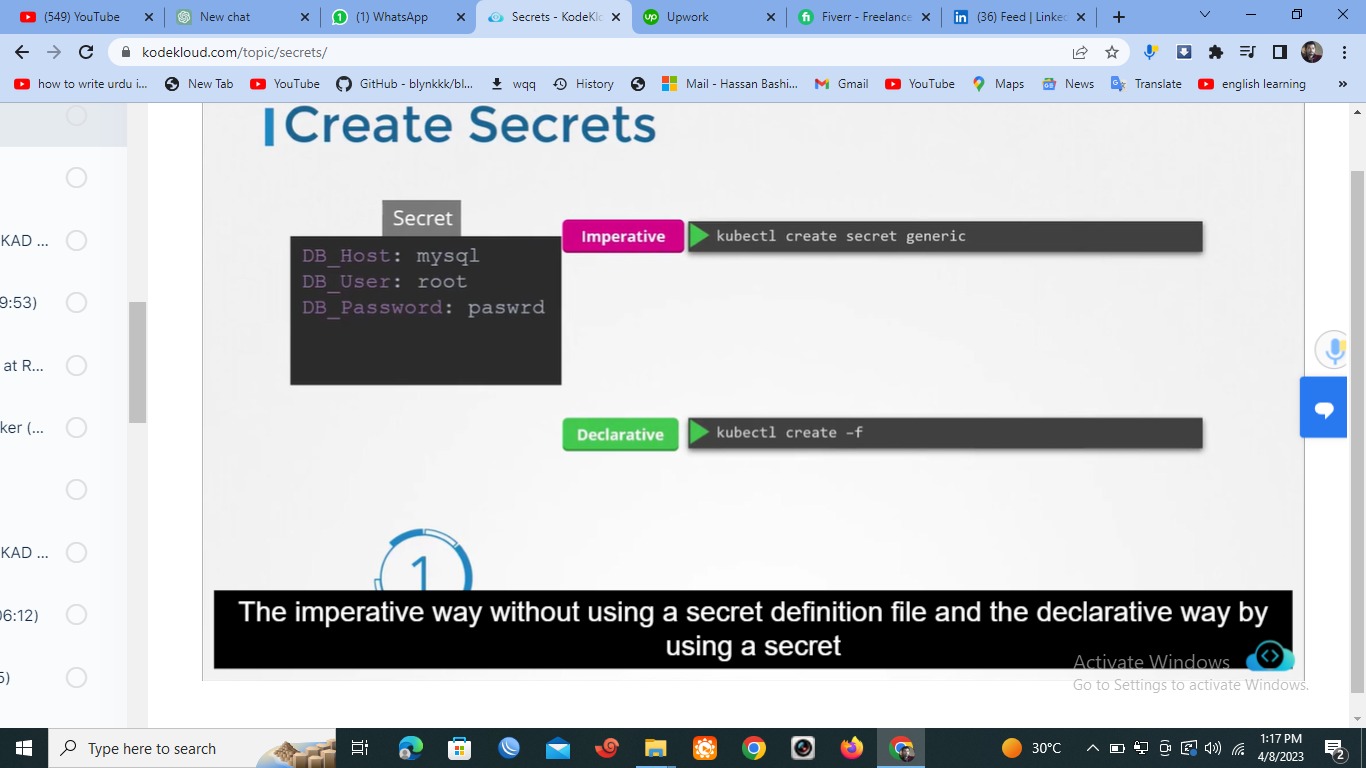 (549) YouTube
New chat
(1) WhatsApp
Secrets - KodeKlo
Upwork
Fiverr - Freelance
(36) Feed | Linked
kodekloud.com/topic/secrets/
how to write urdu i...
New Tab
YouTube
GitHub - blynkkk/bl...
wqq
History
Mail - Hassan Bashi...
Gmail
YouTube
Maps
News
Translate
english learning
»
Create Secrets
Secret
DB_Host: mysql
DB_User: root
DB_Password: paswrd
Imperative
kubectl create secret generic
Declarative
kubectl create –f
KAD ...
9:53)
at R...
ker (...
KAD ...
06:12)
5)
1
The imperative way without using a secret definition file and the declarative way by
using a secret
Activate Windows
Go to Settings to activate Windows.
Type here to search
30°C
1:17 PM
4/8/2023
2